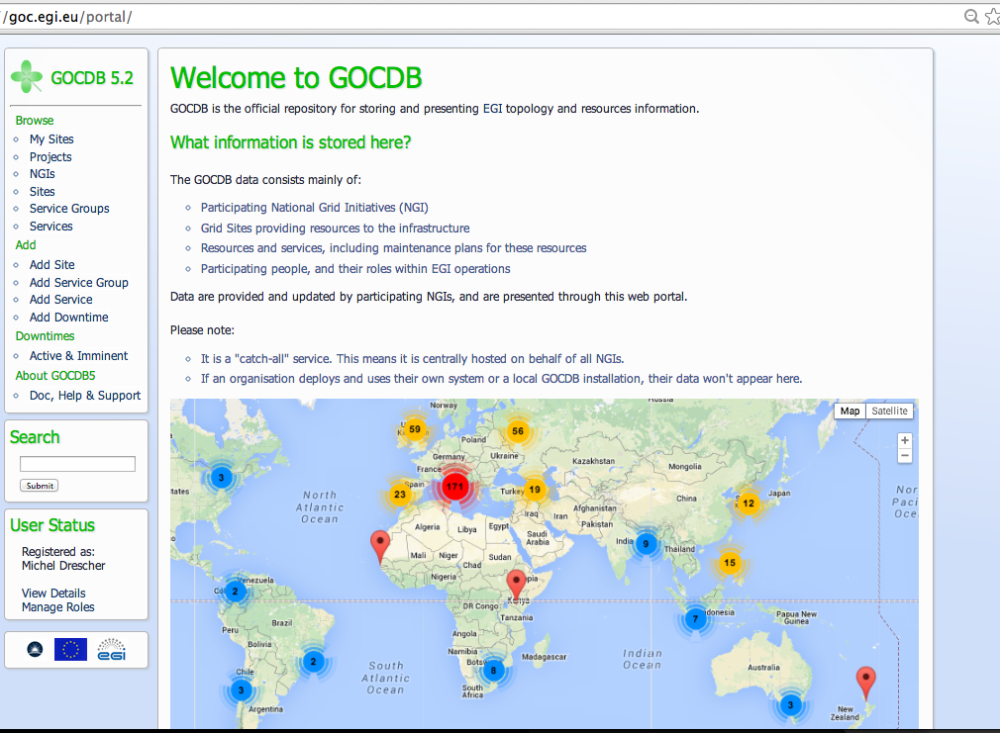 /goc.egi.eu/portal/
GOCDB 5.2
Browse
My Sites
Projects
NGIs
Sites
Service Groups
Services
Add
Add Site
Add Service Group
Add Service
Add Downtime
Downtimes
Active & Imminent
About GOCDB5
Doc, Help & Support
Search
Submit
User Status
Registered as:
Michel Drescher
View Details
Manage Roles
egi
Welcome to GOCDB
GOCDB is the official repository for storing and presenting EGI topology and resources information.
What information is stored here?
The GOCDB data consists mainly of:
Participating National Grid Initiatives (NGI)
Grid Sites providing resources to the infrastructure
Resources and services, including maintenance plans for these resources
Participating people, and their roles within EGI operations
Data are provided and updated by participating NGIs, and are presented through this web portal.
Please note:
It is a "catch-all" service. This means it is centrally hosted on behalf of all NGIs.
If an organisation deploys and uses their own system or a local GOCDB installation, their data won't appear here.
Map Satellite
+
−
Norway
59
56
Poland
Germany
Ukraine
France
Kazakhstan
Mongolia
3
tates
23
Spain
171
Turkey
19
China
12
Japan
North
Atlantic
Ocean
Nor
Paci
Oce
Iraq
Iran
Afghanistan
Pakistan
Algeria
Libya
Egypt
Saudi
Arabia
India
9
Thailand
15
Mali
Niger
Chad
Sudan
Nigeria
opia
Kenya
2
Venezuela
DR Congo
Tanzania
7
donesia
Papua New
Guinea
Peru
Brazil
Angola
Bolivia
2
Namibia
Bots
8
Madagascar
South
Atlantic
Ocean
Indian
Ocean
Australia
Chile
3
South
Africa
Argentina
3
New
Zealand